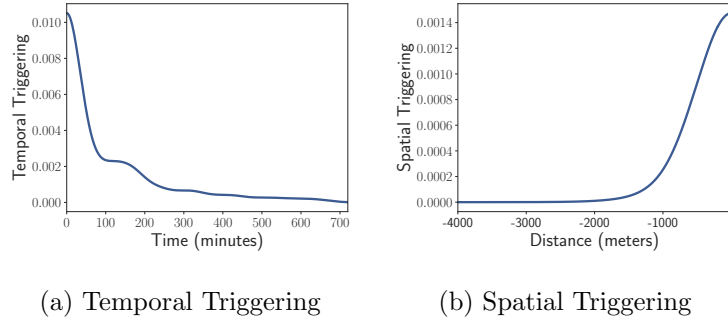 0.010
0.008
0.006
0.004
0.002
0.000
Temporal Triggering
0 100 200 300 400 500 600 700
Time (minutes)
0.0014
0.0012
0.0010
0.0008
0.0006
0.0004
0.0002
0.0000
Spatial Triggering
-4000 -3000 -2000 -1000
Distance (meters)
(a) Temporal Triggering
(b) Spatial Triggering